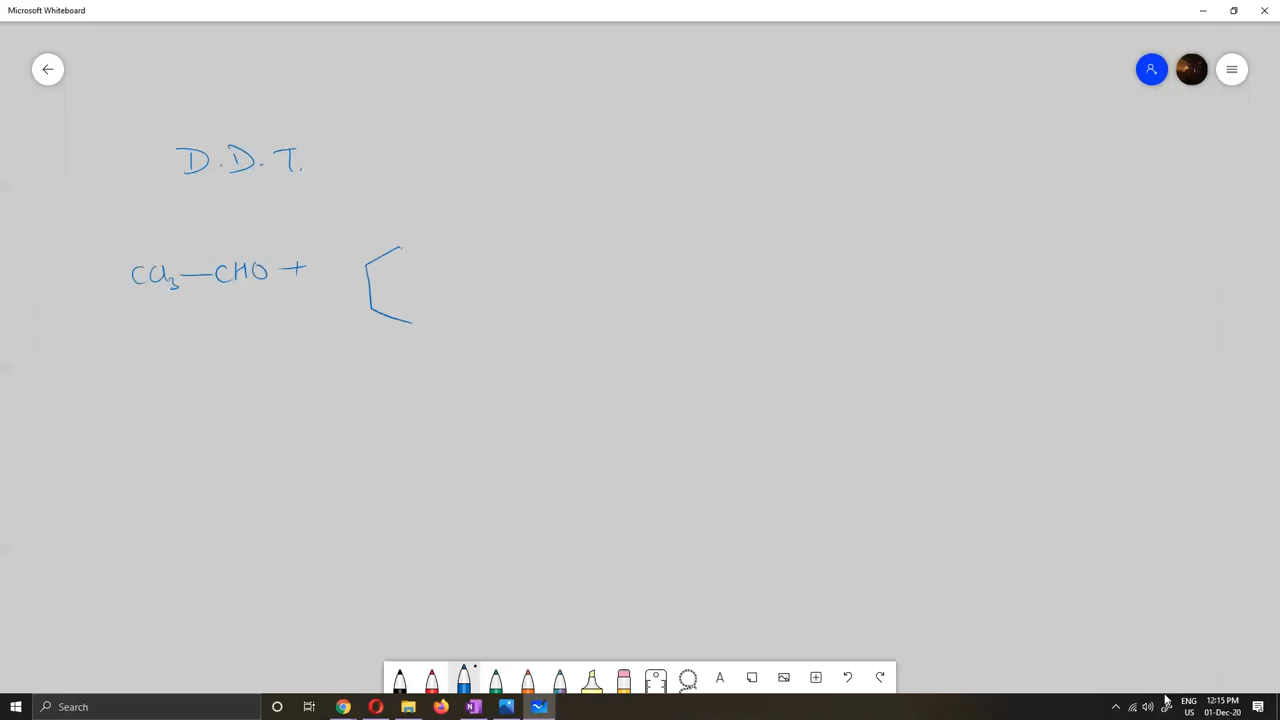 Microsoft Whiteboard
D.D.T.
CCl3—CHO +
A
Search
ENG
US
12:15 PM
01-Dec-20